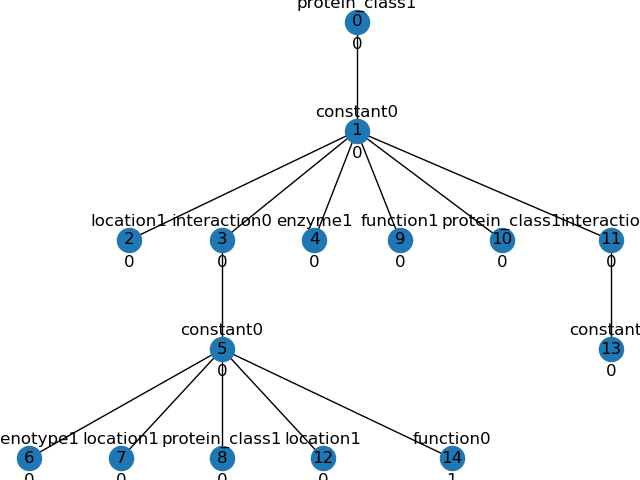 protein_class1
0
0
constant0
1
0
location1 interaction0 enzyme1 function1 protein_class1 interactio
2 3 4 9 10 11
0 0 0 0 0 0
constant0 constant
5 13
0 0
enotype1 location1 protein_class1 location1 function0
6 7 8 12 14
0 0 0 0 1